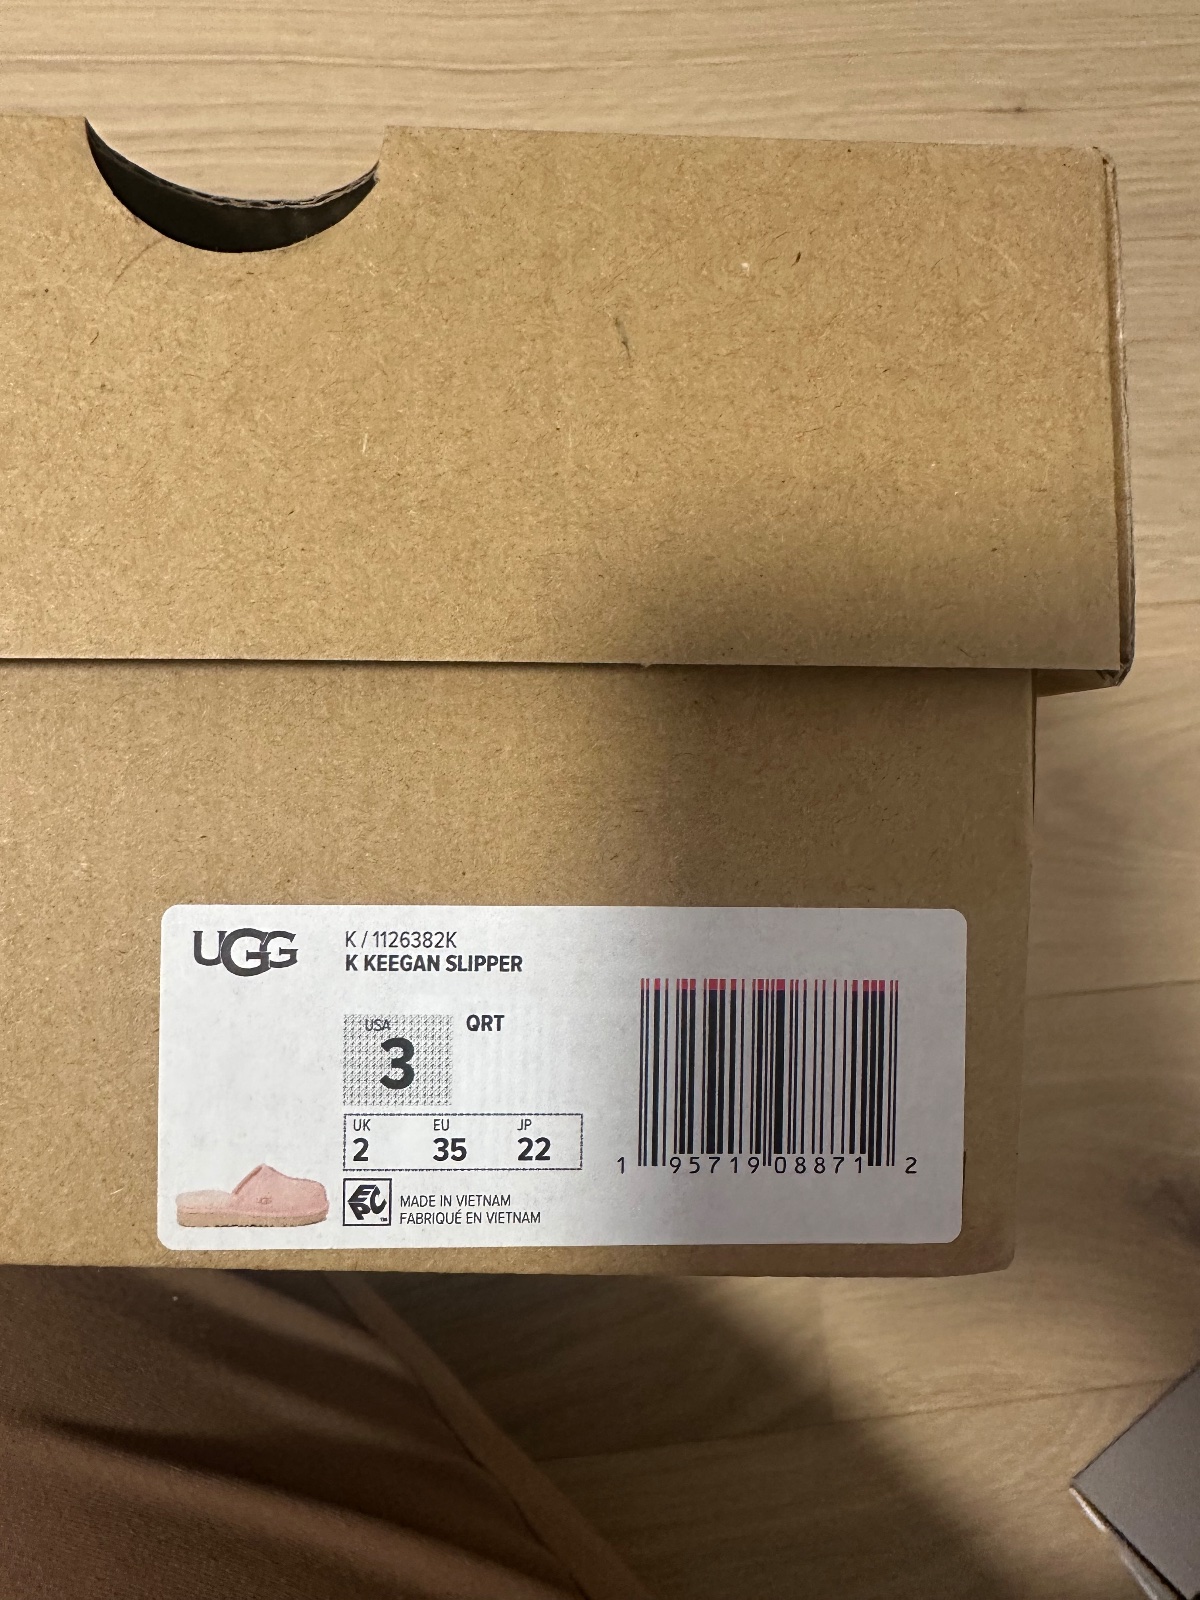 UGG
K / 1126382K
K KEEGAN SLIPPER
USA
3
QRT
UK EU JP
2 35 22
EPC™
MADE IN VIETNAM
FABRIQUÉ EN VIETNAM
1 95719 08871 2